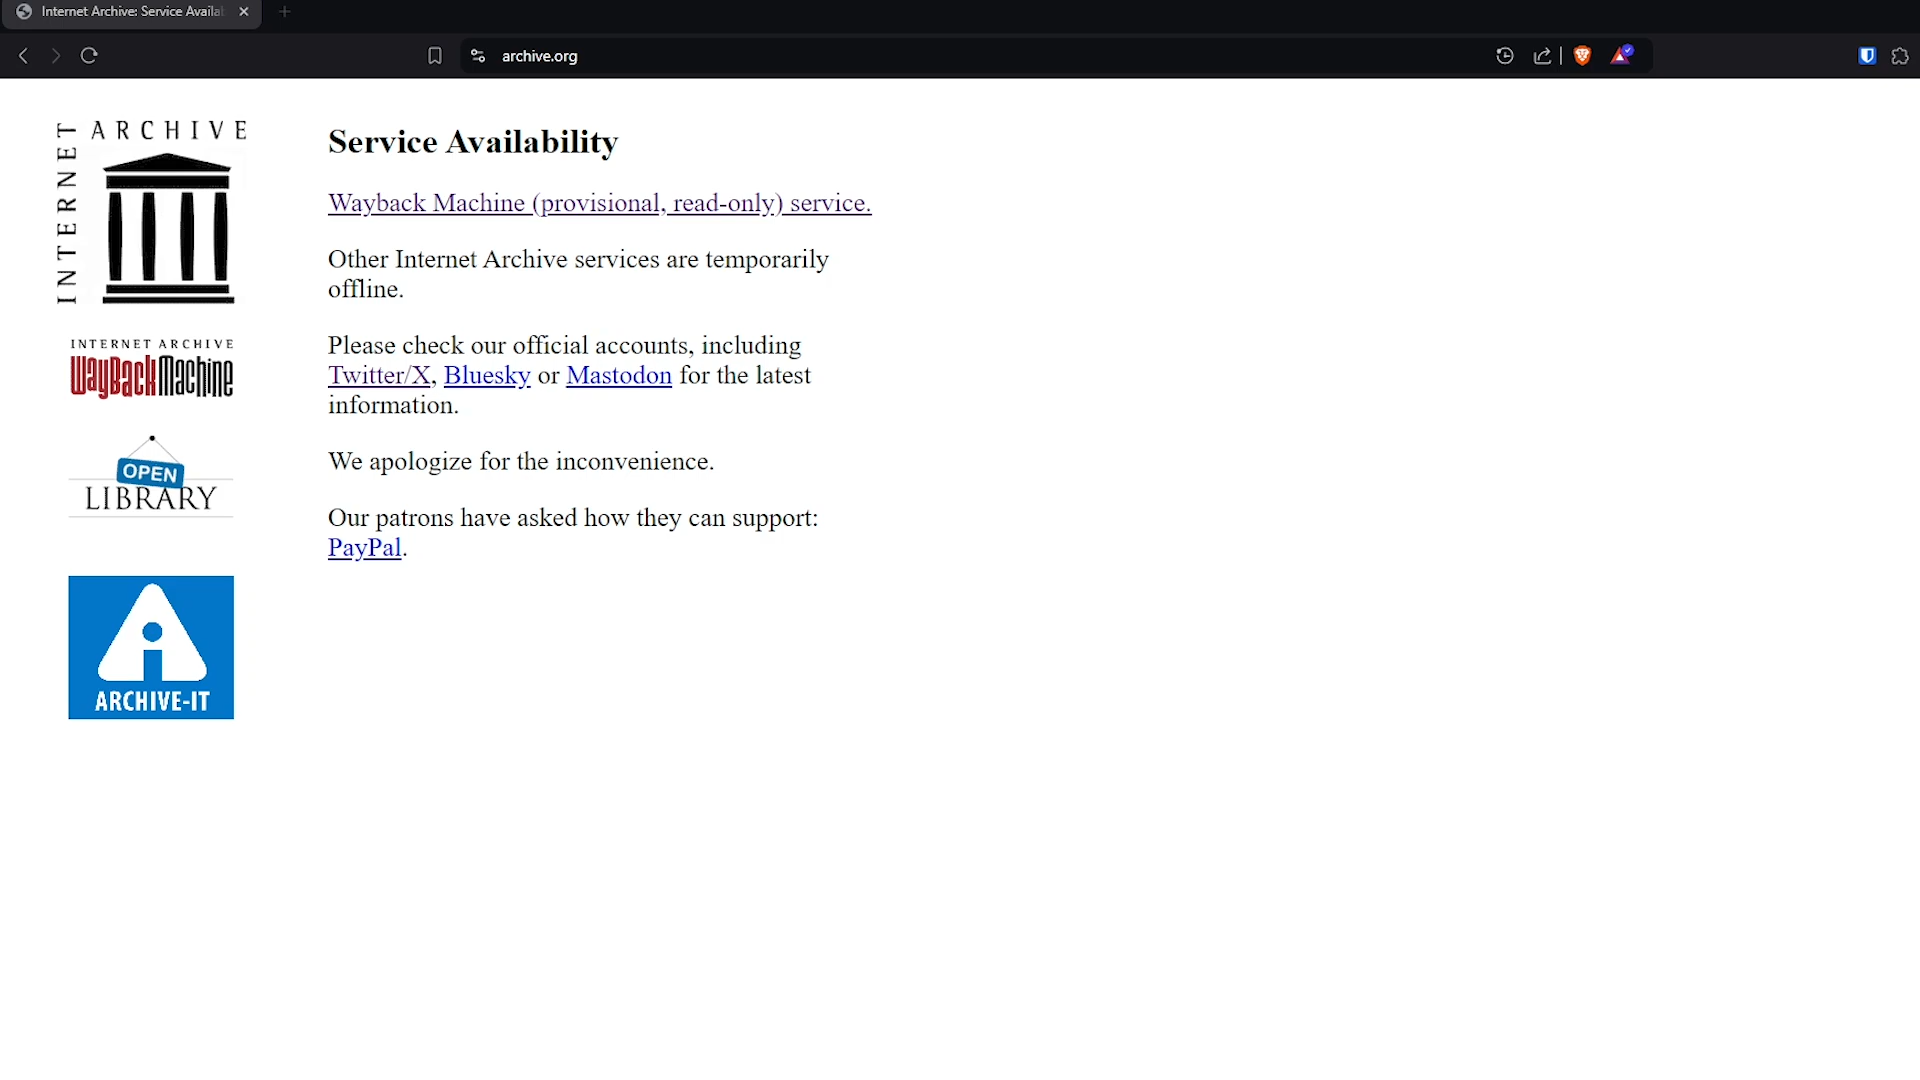 Internet Archive: Service Availa
archive.org
INTERNET ARCHIVE
Service Availability
Wayback Machine (provisional, read-only) service.
Other Internet Archive services are temporarily
offline.
INTERNET ARCHIVE
WayBackMachine
Please check our official accounts, including
Twitter/X, Bluesky or Mastodon for the latest
information.
OPEN
LIBRARY
We apologize for the inconvenience.
Our patrons have asked how they can support:
PayPal.
ARCHIVE-IT